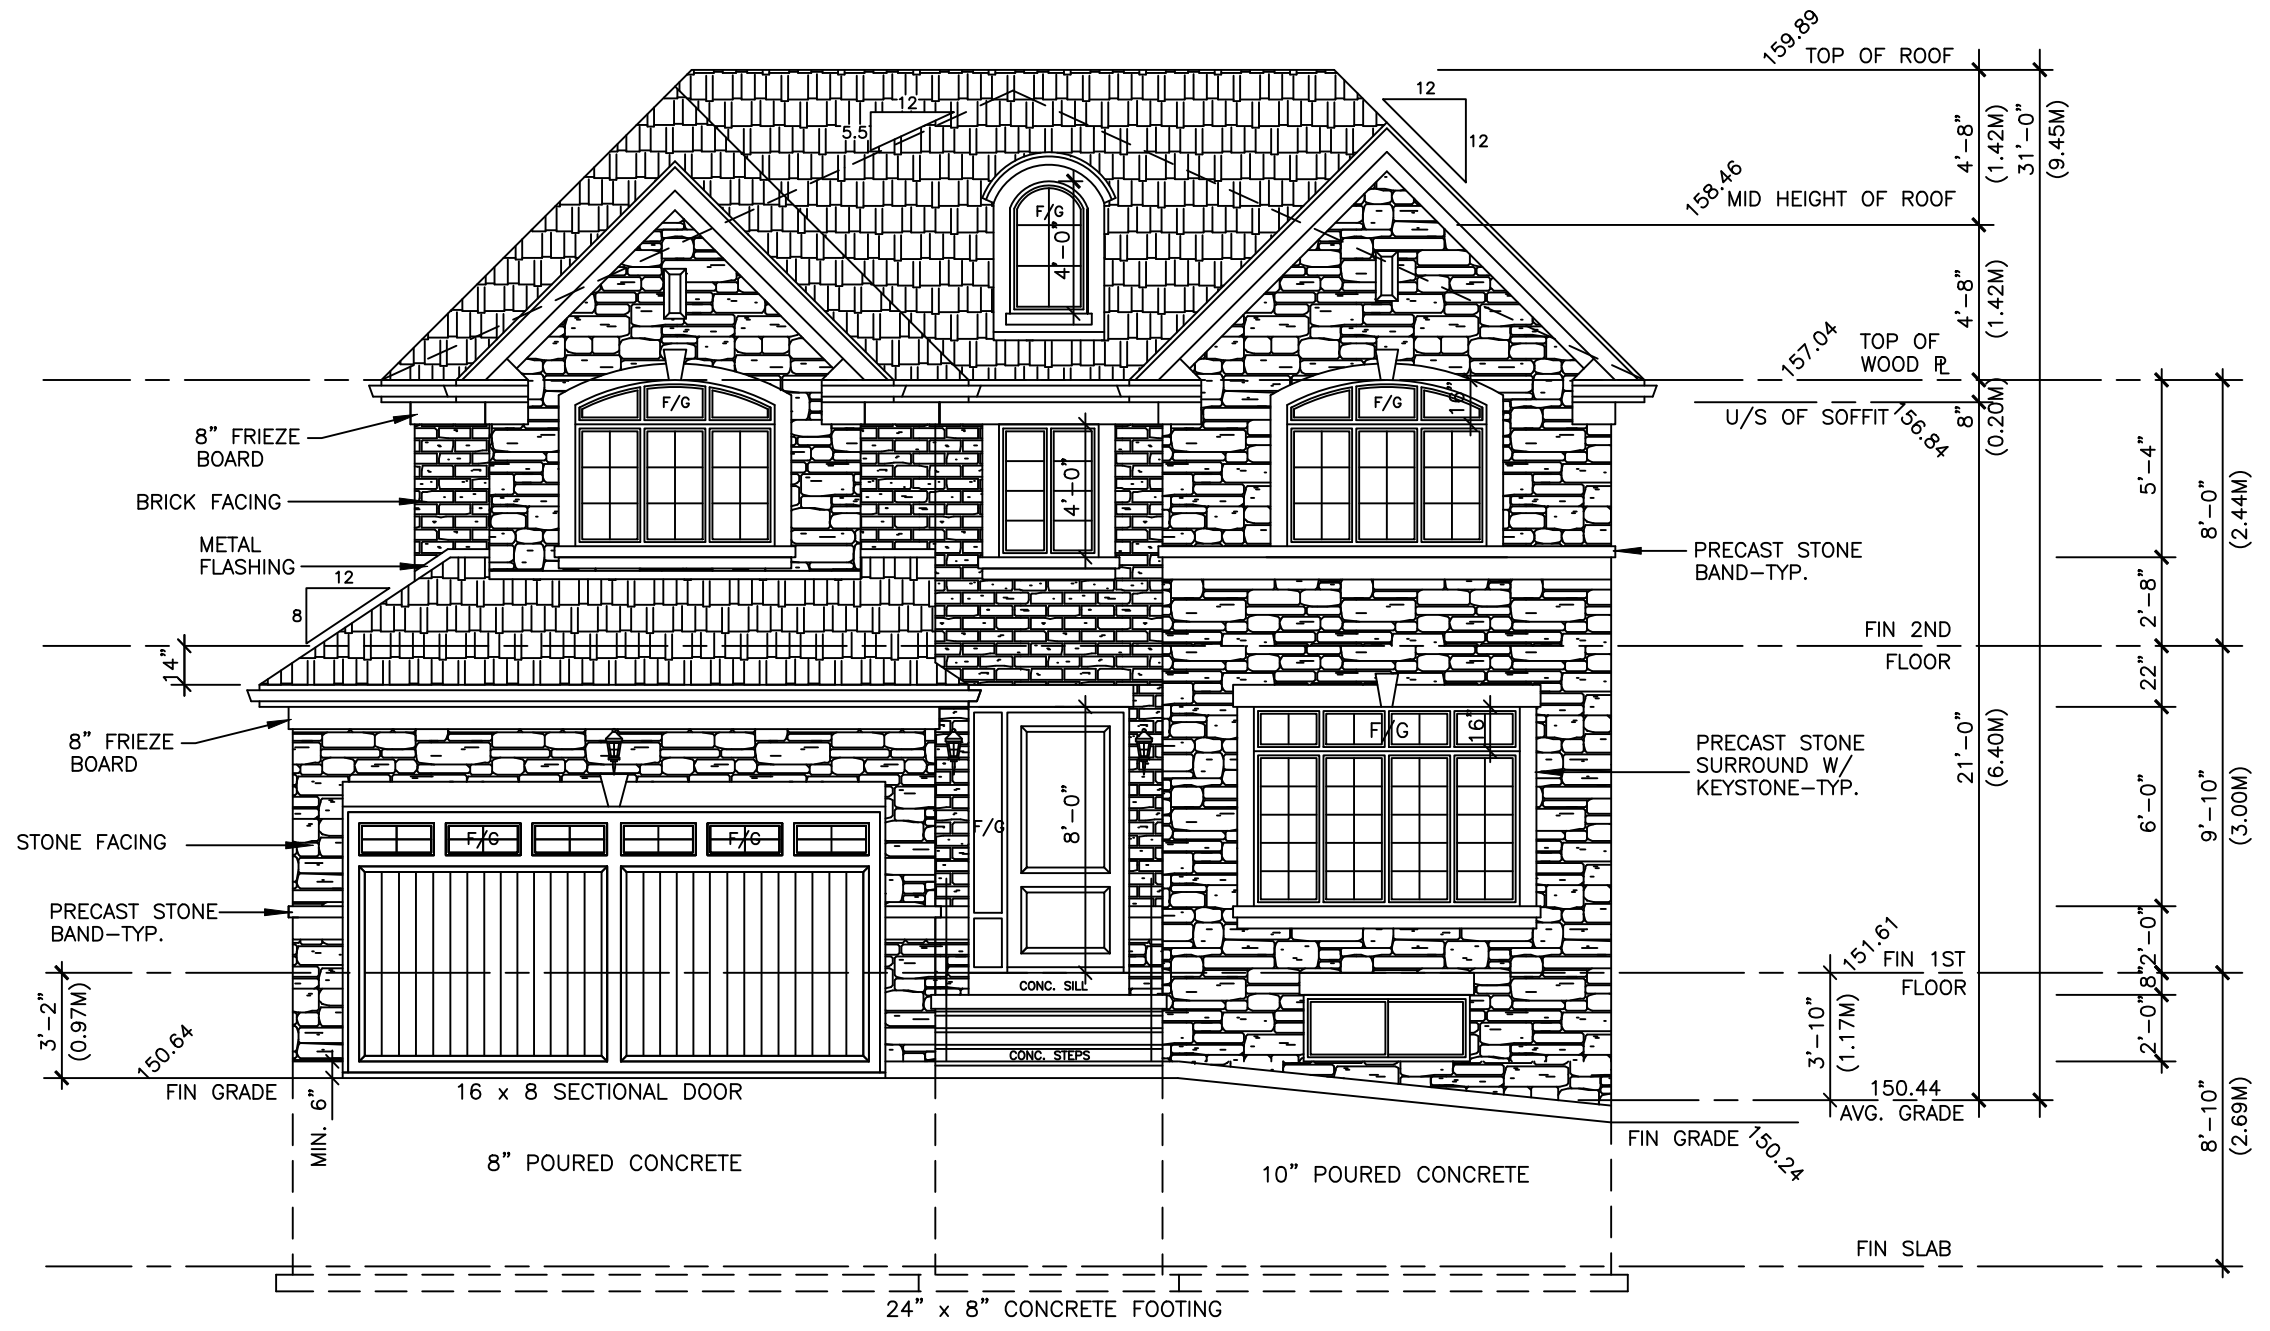 159.89
TOP OF ROOF
12
12
5.5
12
4'-8"
(1.42M)
31'-0"
(9.45M)
158.46
MID HEIGHT OF ROOF
F/G
4'-0"
4'-8"
(1.42M)
157.04
TOP OF
WOOD PL
F/G
F/G
16"
U/S OF SOFFIT
156.84
8"
(0.20M)
8" FRIEZE
BOARD
BRICK FACING
4'-0"
5'-4"
8'-0"
(2.44M)
METAL
FLASHING
PRECAST STONE
BAND-TYP.
12
8
2'-8"
14"
FIN 2ND
FLOOR
22"
8" FRIEZE
BOARD
F/G
16"
PRECAST STONE
SURROUND W/
KEYSTONE-TYP.
21'-0"
(6.40M)
STONE FACING
F/G
F/G
F/G
8'-0"
6'-0"
9'-10"
(3.00M)
PRECAST STONE
BAND-TYP.
151.61
FIN 1ST
FLOOR
2'-0"
8"
CONC. SILL
3'-2"
(0.97M)
150.64
CONC. STEPS
3'-10"
(1.17M)
2'-0"
FIN GRADE
MIN. 6"
16 x 8 SECTIONAL DOOR
150.44
AVG. GRADE
FIN GRADE
150.24
8'-10"
(2.69M)
8" POURED CONCRETE
10" POURED CONCRETE
FIN SLAB
24" x 8" CONCRETE FOOTING